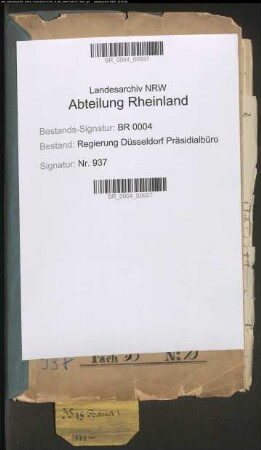 BR_0004_00937
Landesarchiv NRW
Abteilung Rheinland
Bestands-Signatur: BR 0004
Bestand: Regierung Düsseldorf Präsidialbüro
Signatur: Nr. 937
BR_0004_00937
Fach